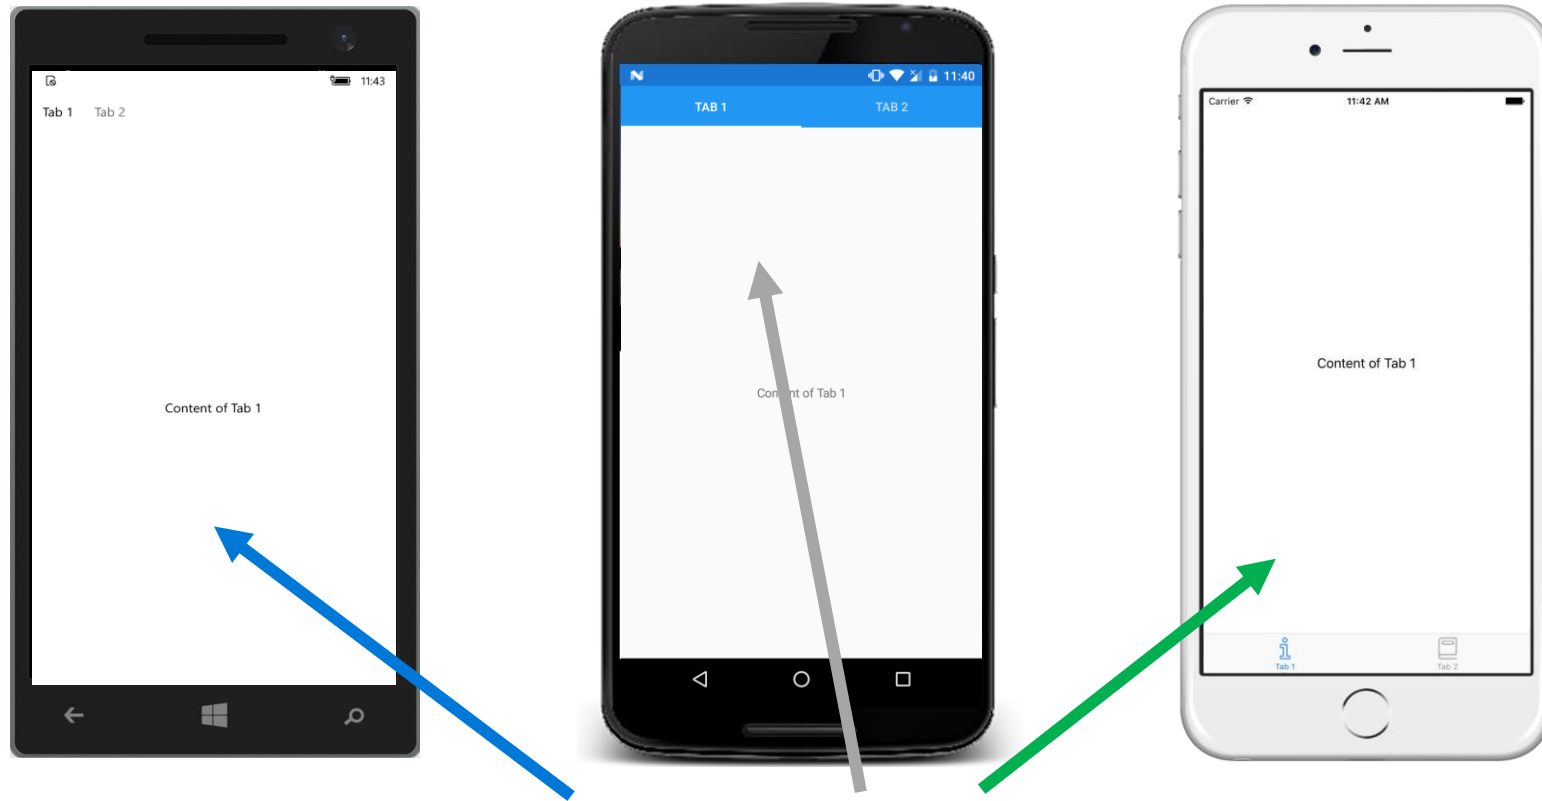 11:43
Tab 1 Tab 2
Content of Tab 1
11:40
TAB 1 TAB 2
Content of Tab 1
Carrier 11:42 AM
Content of Tab 1
Tab 1 Tab 2